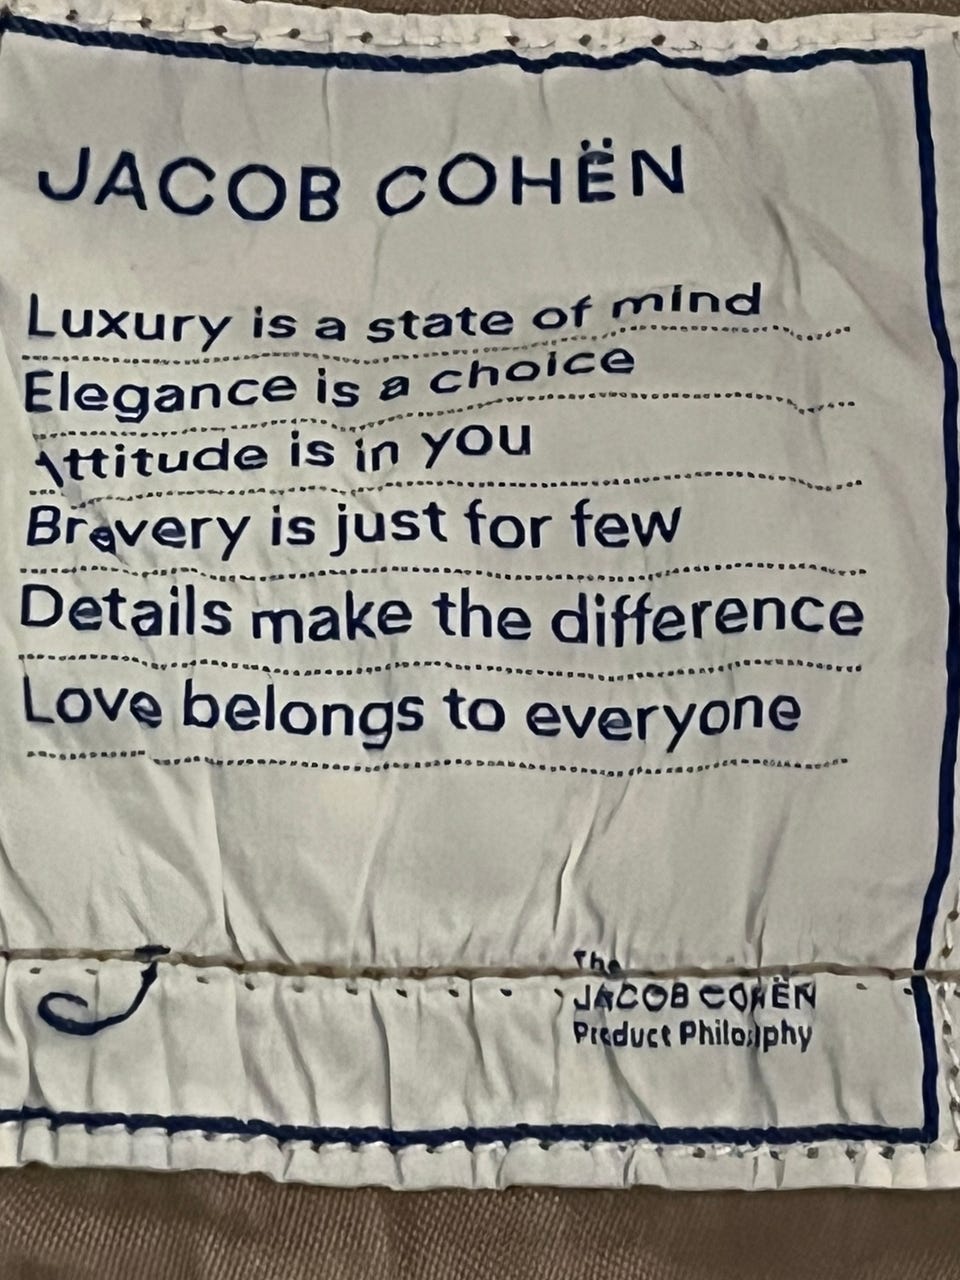 JACOB COHËN
Luxury is a state of mind
Elegance is a choice
Attitude is in you
Bravery is just for few
Details make the difference
Love belongs to everyone
J
The
JACOB COHËN
Product Philosophy